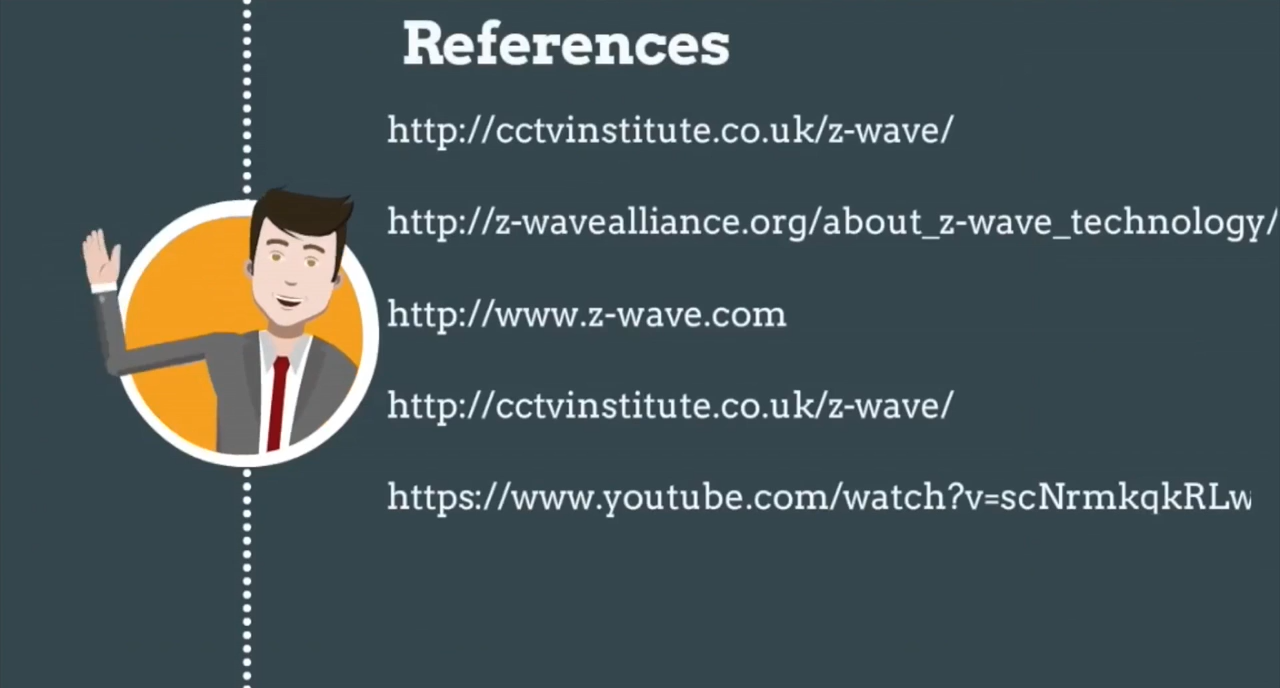 References
http://cctvinstitute.co.uk/z-wave/
http://z-wavealliance.org/about_z-wave_technology/
http://www.z-wave.com
http://cctvinstitute.co.uk/z-wave/
https://www.youtube.com/watch?v=scNrmkqkRLw